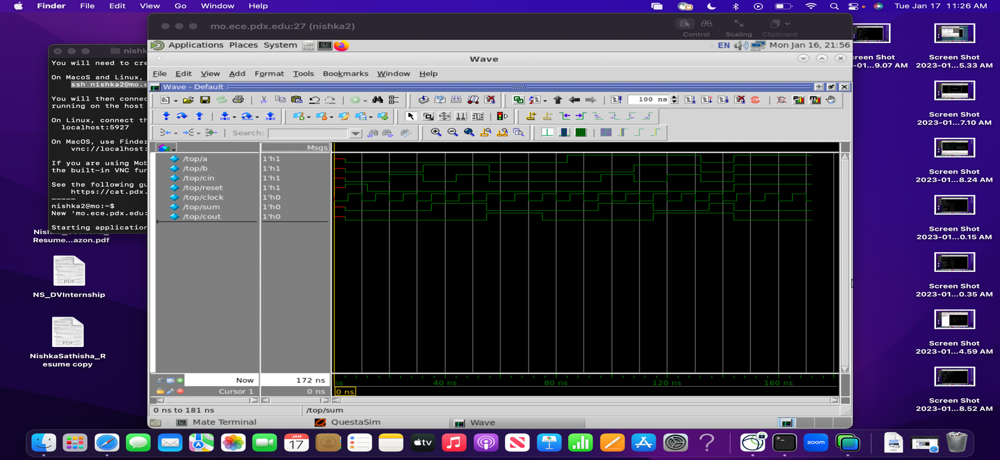 Finder File Edit View Go Window Help
Tue Jan 17 11:26 AM
mo.ece.pdx.edu:27 (nishka2)
Control Scaling Clipboard
Applications Places System
EN Mon Jan 16, 21:56
Wave
File Edit View Add Format Tools Bookmarks Window Help
Wave - Default
100 ns
Search:
Msgs
/top/a 1'h1
/top/b 1'h1
/top/cin 1'h1
/top/reset 1'h1
/top/clock 1'h0
/top/sum 1'h0
/top/cout 1'h0
Now 172 ns
ns 40 ns 80 ns 120 ns 160 ns
Cursor 1 0 ns
0 ns
0 ns to 181 ns /top/sum
Mate Terminal QuestaSim Wave
nishk
You will need to cre
On MacoS and Linux,
ssh nishka2@mo.e
You will then connec
running on the host
On Linux, connect th
localhost:5927
On MacOS, use Finder
vnc://localhost:
If you are using Mob
the built-in VNC fun
See the following gu
https://cat.pdx.
-----
nishka2@mo:~$
New 'mo.ece.pdx.edu:
Starting application
Resume...azon.pdf
PDF
NS_DVInternship
PDF
NishkaSathisha_R
esume copy
reen Shot
-01...9.07 AM
Screen Shot
2023-01...5.33 AM
Screen Shot
2023-01...7.10 AM
Screen Shot
2023-01...8.24 AM
Screen Shot
2023-01...0.15 AM
Screen Shot
2023-01...0.35 AM
Screen Shot
2023-01...4.59 AM
Screen Shot
2023-01...8.52 AM
JAN
17
tv
zoom
PDF